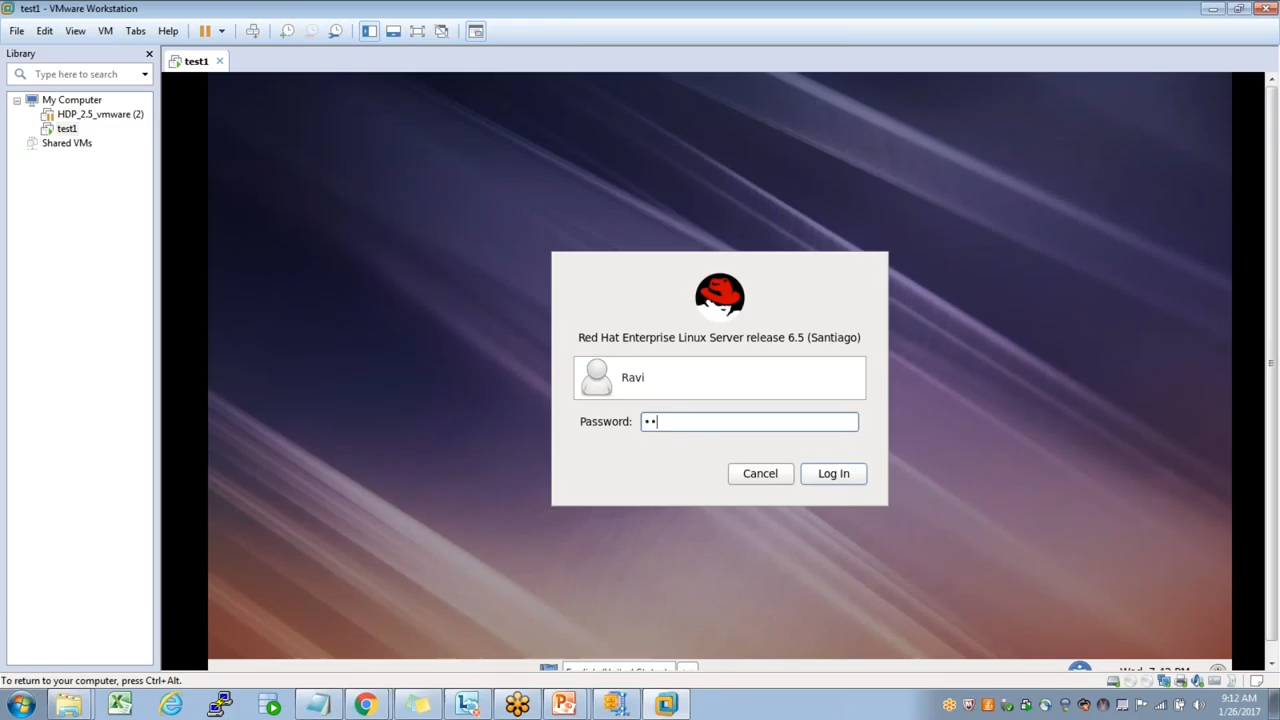 test1 - VMware Workstation
File Edit View VM Tabs Help
Library
Type here to search
test1
My Computer
HDP_2.5_vmware (2)
test1
Shared VMs
Red Hat Enterprise Linux Server release 6.5 (Santiago)
Ravi
Password: ••
Cancel Log In
To return to your computer, press Ctrl+Alt.
9:12 AM
1/26/2017